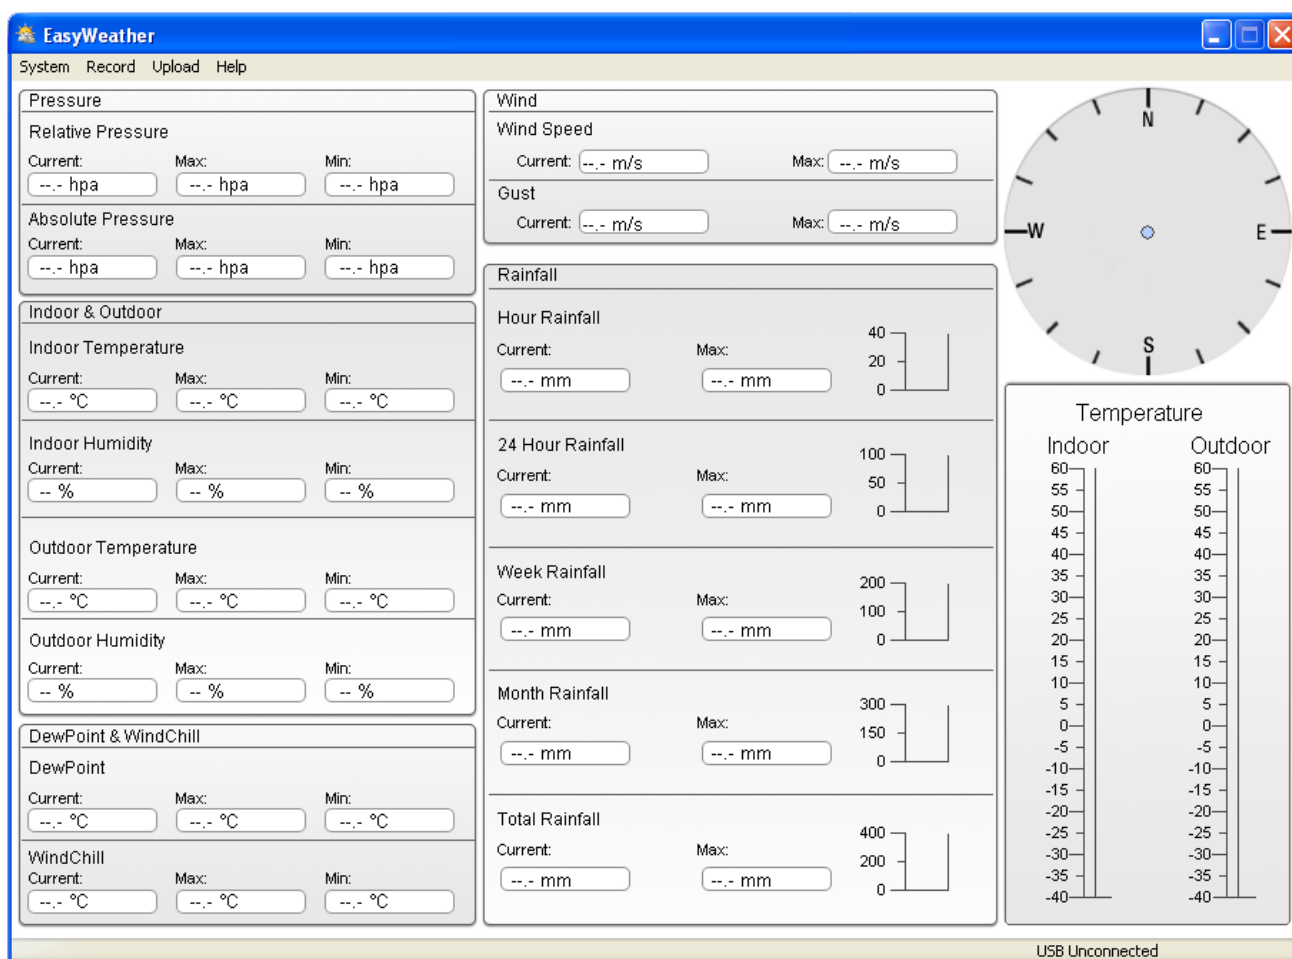 EasyWeather
System Record Upload Help
Pressure
Relative Pressure
Current: Max: Min:
--.- hpa --.- hpa --.- hpa
Absolute Pressure
Current: Max: Min:
--.- hpa --.- hpa --.- hpa
Indoor & Outdoor
Indoor Temperature
Current: Max: Min:
--.- °C --.- °C --.- °C
Indoor Humidity
Current: Max: Min:
-- % -- % -- %
Outdoor Temperature
Current: Max: Min:
--.- °C --.- °C --.- °C
Outdoor Humidity
Current: Max: Min:
-- % -- % -- %
DewPoint & WindChill
DewPoint
Current: Max: Min:
--.- °C --.- °C --.- °C
WindChill
Current: Max: Min:
--.- °C --.- °C --.- °C
Wind
Wind Speed
Current: --.- m/s Max: --.- m/s
Gust
Current: --.- m/s Max: --.- m/s
Rainfall
Hour Rainfall
Current: Max:
--.- mm --.- mm
40
20
0
24 Hour Rainfall
Current: Max:
--.- mm --.- mm
100
50
0
Week Rainfall
Current: Max:
--.- mm --.- mm
200
100
0
Month Rainfall
Current: Max:
--.- mm --.- mm
300
150
0
Total Rainfall
Current: Max:
--.- mm --.- mm
400
200
0
N
W E
S
Temperature
Indoor Outdoor
60 60
55 55
50 50
45 45
40 40
35 35
30 30
25 25
20 20
15 15
10 10
5 5
0 0
-5 -5
-10 -10
-15 -15
-20 -20
-25 -25
-30 -30
-35 -35
-40 -40
USB Unconnected